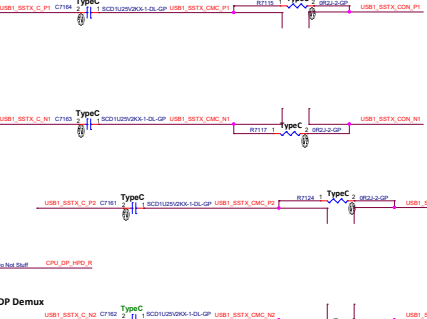 TypeC
R7115 1 2 0R2J-2-GP
USB1_SSTX_C_P1 C7164 2 1 SCD1U25V2KX-1-DL-GP USB1_SSTX_CMC_P1 USB1_SSTX_CON_P1
TypeC
USB1_SSTX_C_N1 C7163 2 1 SCD1U25V2KX-1-DL-GP USB1_SSTX_CMC_N1 USB1_SSTX_CON_N1
TypeC
R7117 1 2 0R2J-2-GP
TypeC TypeC
R7124 1 2 0R2J-2-GP
USB1_SSTX_C_P2 C7161 2 1 SCD1U25V2KX-1-DL-GP USB1_SSTX_CMC_P2
o Not Stuff CPU_DP_HPD_R
DP Demux
TypeC
USB1_SSTX_C_N2 C7162 2 1 SCD1U25V2KX-1-DL-GP USB1_SSTX_CMC_N2